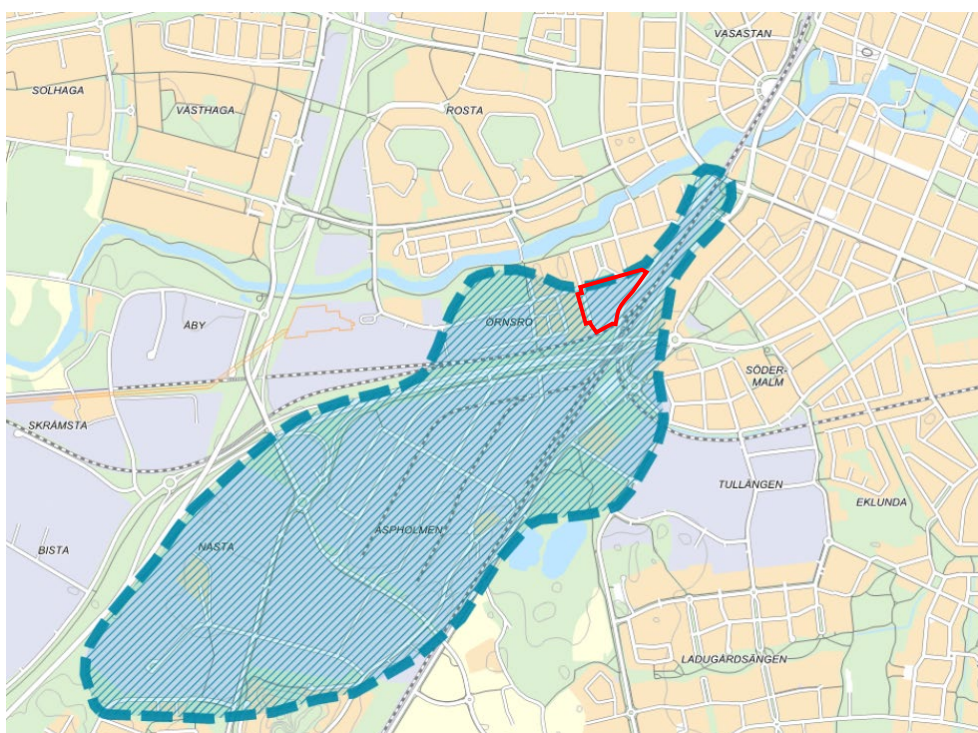 VASASTAN
SOLHAGA
VÄSTHAGA
ROSTA
ÅBY
ÖRNSRO
SÖDER-
MALM
SKRÄMSTA
TULLÄNGEN
EKLUNDA
ASPHOLMEN
NASTA
BISTA
LADUGÅRDSÄNGEN